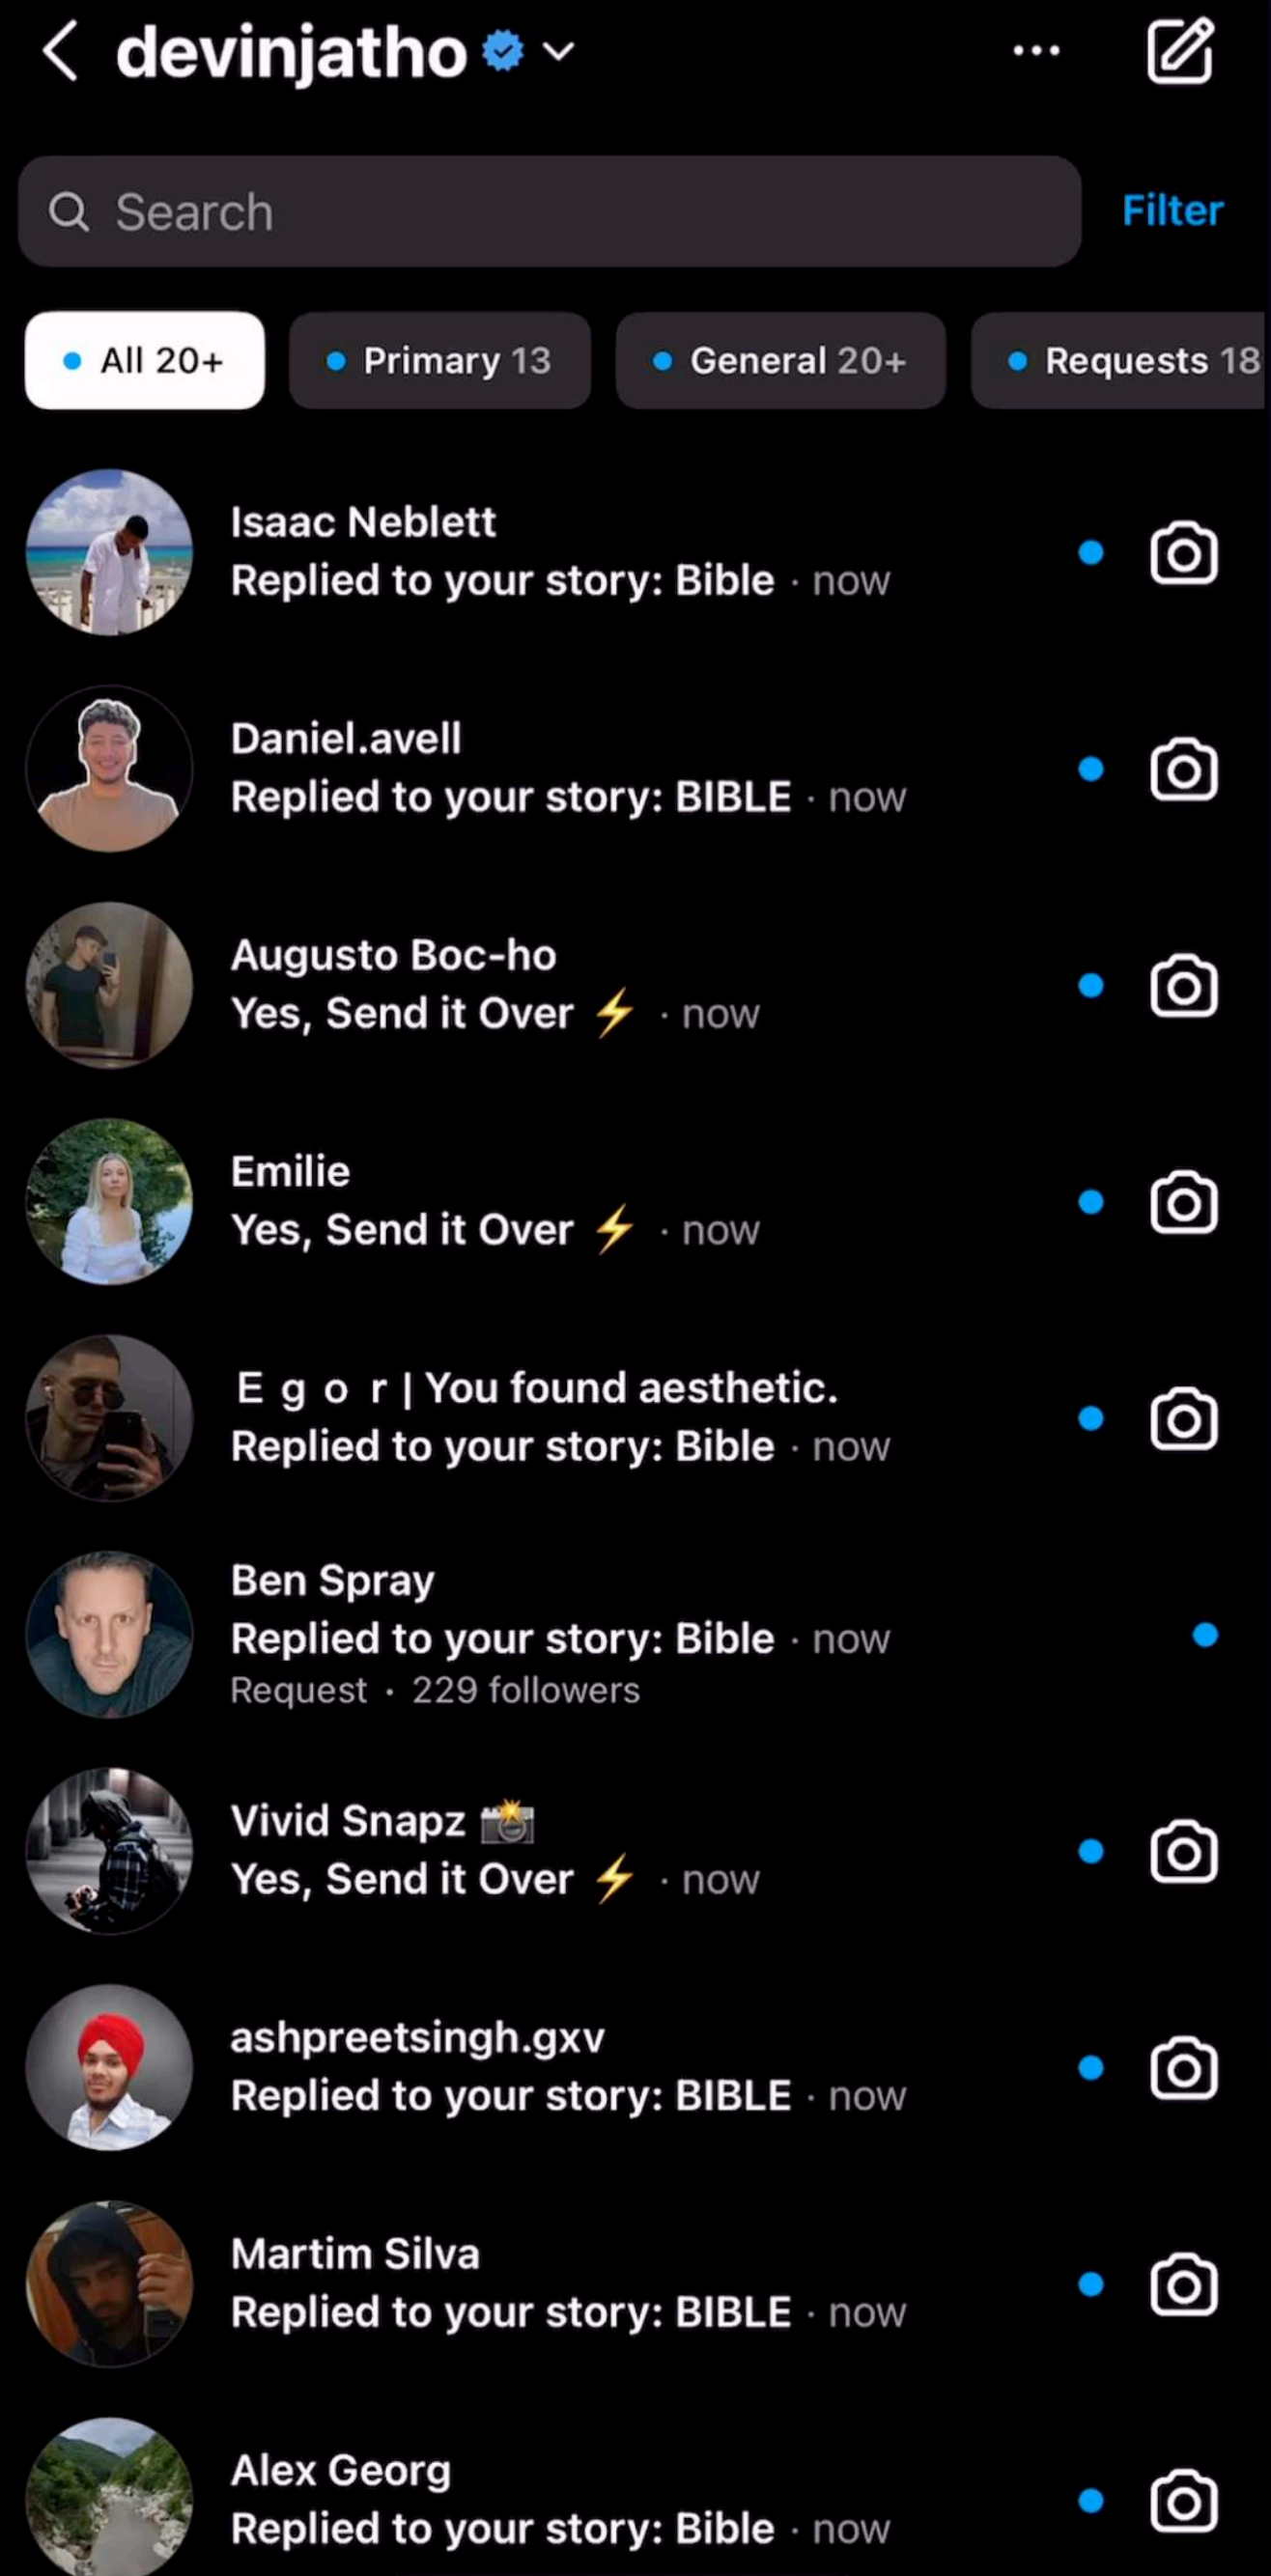 devinjatho
Search
Filter
All 20+
Primary 13
General 20+
Requests 18
Isaac Neblett
Replied to your story: Bible · now
Daniel.avell
Replied to your story: BIBLE · now
Augusto Boc-ho
Yes, Send it Over ⚡ · now
Emilie
Yes, Send it Over ⚡ · now
E g o r | You found aesthetic.
Replied to your story: Bible · now
Ben Spray
Replied to your story: Bible · now
Request · 229 followers
Vivid Snapz 📸
Yes, Send it Over ⚡ · now
ashpreetsingh.gxv
Replied to your story: BIBLE · now
Martim Silva
Replied to your story: BIBLE · now
Alex Georg
Replied to your story: Bible · now